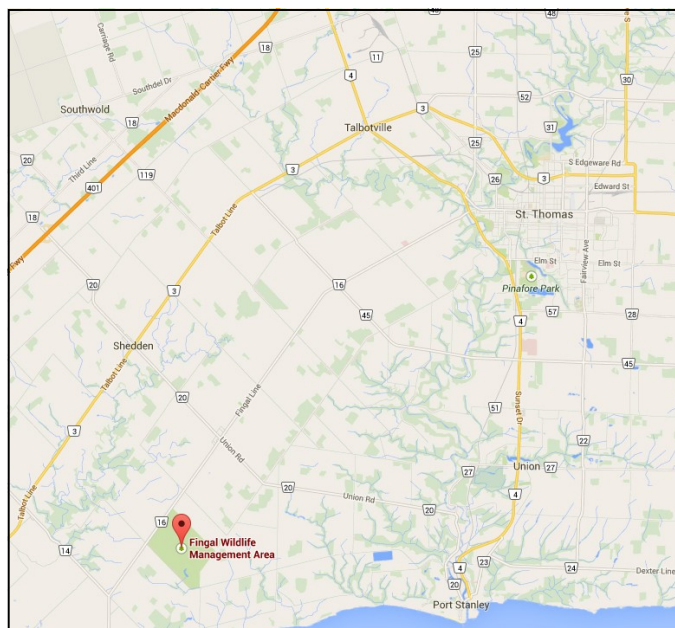 Carriage Rd
18
4
11
25
48
30
Southdel Dr
Macdonald-Cartier Fwy
52
Southwold
18
3
31
Talbotville
25
20
Third Line
119
S Edgeware Rd
3
26
3
Edward St
401
18
Talbot Line
St. Thomas
Fwy
Fairview Ave
Elm St
Elm St
20
16
Pinafore Park
3
45
4
57
28
Shedden
Talbot Line
45
20
Fingal Line
Sunset Dr
51
3
Union Rd
22
Talbot Line
Union
27
27
20
Union Rd
20
4
16
14
Fingal Wildlife
Management Area
23
4
24
20
Dexter Line
Port Stanley